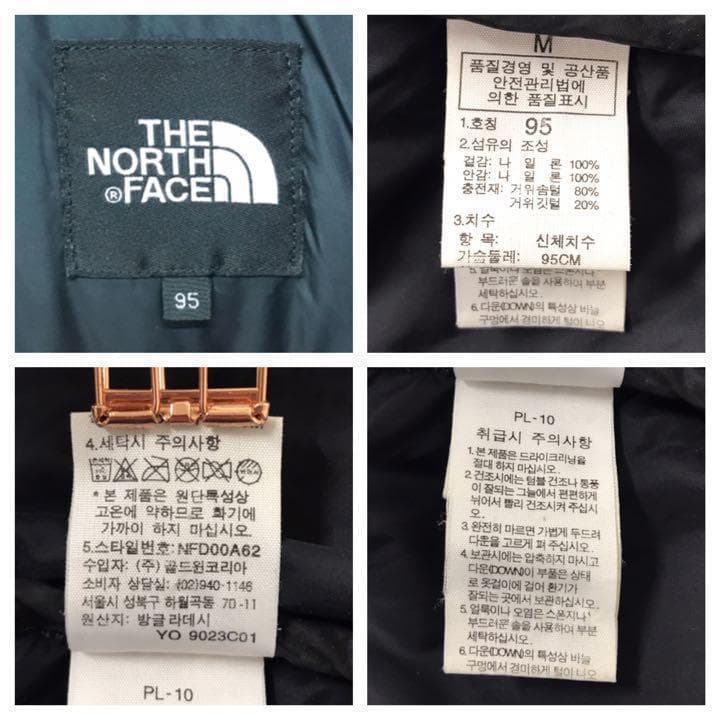 THE
NORTH
FACE
®
95
M
품질경영 및 공산품
안전관리법에
의한 품질표시
1.호칭 95
2.섬유의 조성
겉감: 나 일 론 100%
안감: 나 일 론 100%
충전재: 거위솜털 80%
거위깃털 20%
3.치수
항 목: 신체치수
가슴둘레: 95CM
5.얼룩이나 오염은 스폰지나
부드러운 솔을 사용하여 부분
세탁하십시오.
6.다운(DOWN)의 특성상 바늘
구멍에서 경미하게 털이 나오
4.세탁시 주의사항
*본 제품은 원단특성상
고온에 약하므로 화기에
가까이 하지 마십시오.
5.스타일번호: NFD00A62
수입자: (주) 골드윈코리아
소비자 상담실: (02)940-1146
서울시 성북구 하월곡동 70-11
원산지: 방글라데시
YO 9023C01
PL-10
PL-10
취급시 주의사항
1.본 제품은 드라이크리닝을
절대 하지 마십시오.
2.건조시에는 텀블 건조나 통풍
이 잘되는 그늘에서 편편하게
뉘어서 빨리 건조시켜 주십시
오.
3.완전히 마르면 가볍게 두드려
다운을 고르게 펴 주십시오.
4.보관시에는 압축하지 마시고
다운(DOWN)이 부풀은 상태
로 옷걸이에 걸어 환기가
잘되는 곳에서 보관하십시오.
5.얼룩이나 오염은 스폰지나
부드러운 솔을 사용하여 부분
세탁하십시오.
6.다운(DOWN)의 특성상 바늘
구멍에서 경미하게 털이 나오